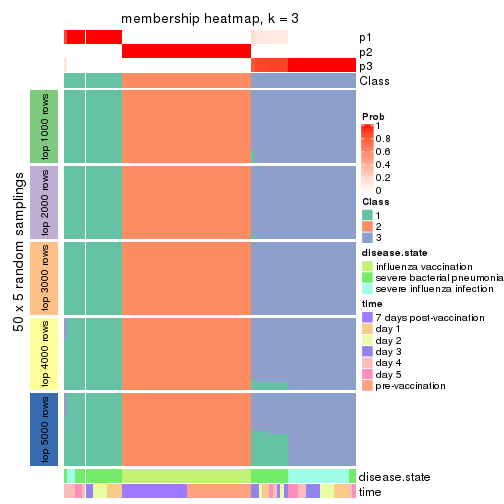 membership heatmap, k = 3
p1
p2
p3
Class
50 x 5 random samplings
top 1000 rows
top 2000 rows
top 3000 rows
top 4000 rows
top 5000 rows
disease.state
time
Prob
1
0.8
0.6
0.4
0.2
0
Class
1
2
3
disease.state
influenza vaccination
severe bacterial pneumonia
severe influenza infection
time
7 days post-vaccination
day 1
day 2
day 3
day 4
day 5
pre-vaccination